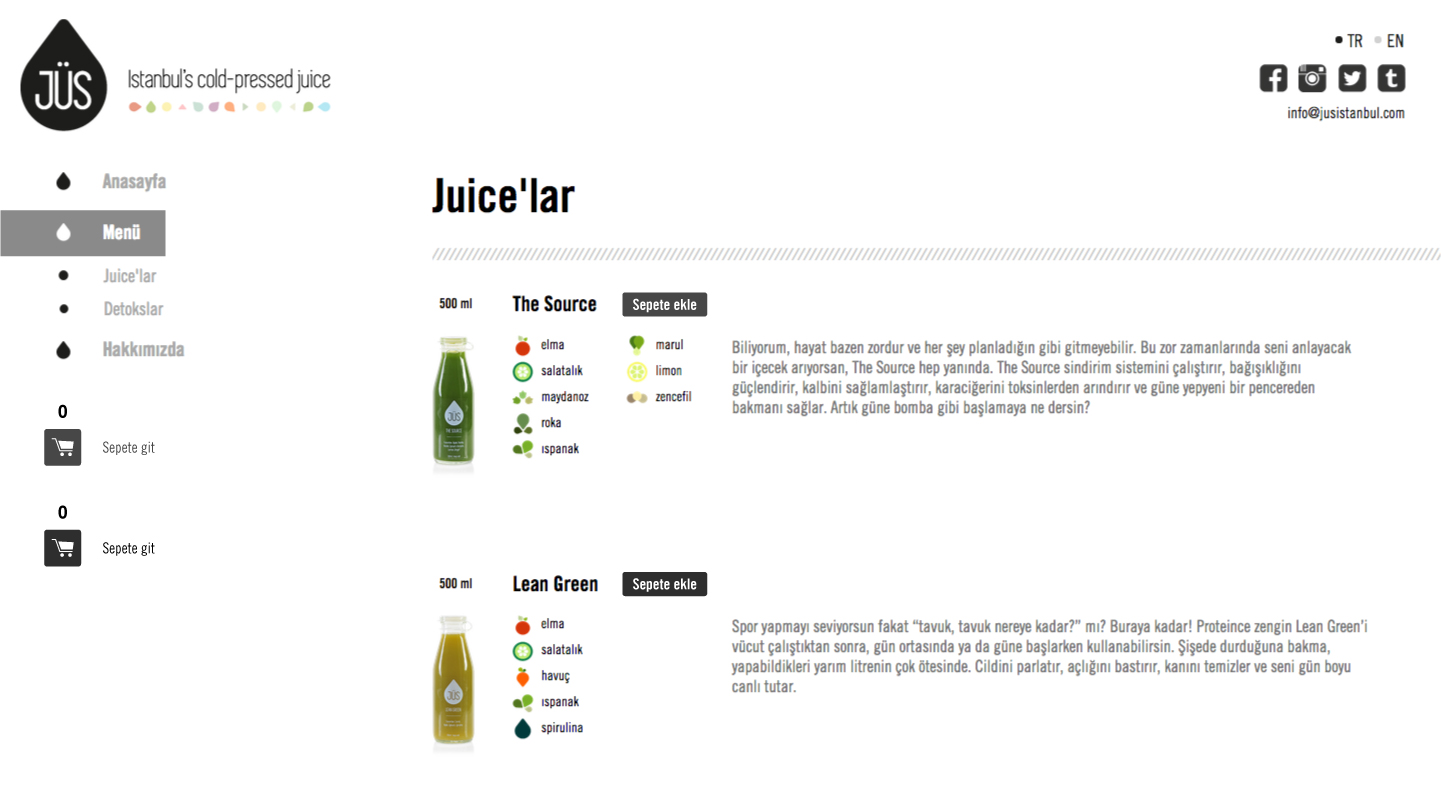 JÜS
Istanbul's cold-pressed juice
TR EN
info@jusistanbul.com
Anasayfa
Menü
Juice'lar
Detokslar
Hakkımızda
0
Sepete git
0
Sepete git
Juice'lar
500 ml
The Source
Sepete ekle
elma
salatalık
maydanoz
roka
ıspanak
marul
limon
zencefil
Biliyorum, hayat bazen zordur ve her şey planladığın gibi gitmeyebilir. Bu zor zamanlarında seni anlayacak
bir içecek arıyorsan, The Source hep yanında. The Source sindirim sistemini çalıştırır, bağışıklığını
güçlendirir, kalbini sağlamlaştırır, karaciğerini toksinlerden arındırır ve güne yepyeni bir pencereden
bakmanı sağlar. Artık güne bomba gibi başlamaya ne dersin?
JÜS
THE SOURCE
500 ml
Lean Green
Sepete ekle
elma
salatalık
havuç
ıspanak
spirulina
Spor yapmayı seviyorsun fakat “tavuk, tavuk nereye kadar?” mı? Buraya kadar! Proteince zengin Lean Green’i
vücut çalıştıktan sonra, gün ortasında ya da güne başlarken kullanabilirsin. Şişede durduğuna bakma,
yapabildikleri yarım litrenin çok ötesinde. Cildini parlatır, açlığını bastırır, kanını temizler ve seni gün boyu
canlı tutar.
JÜS